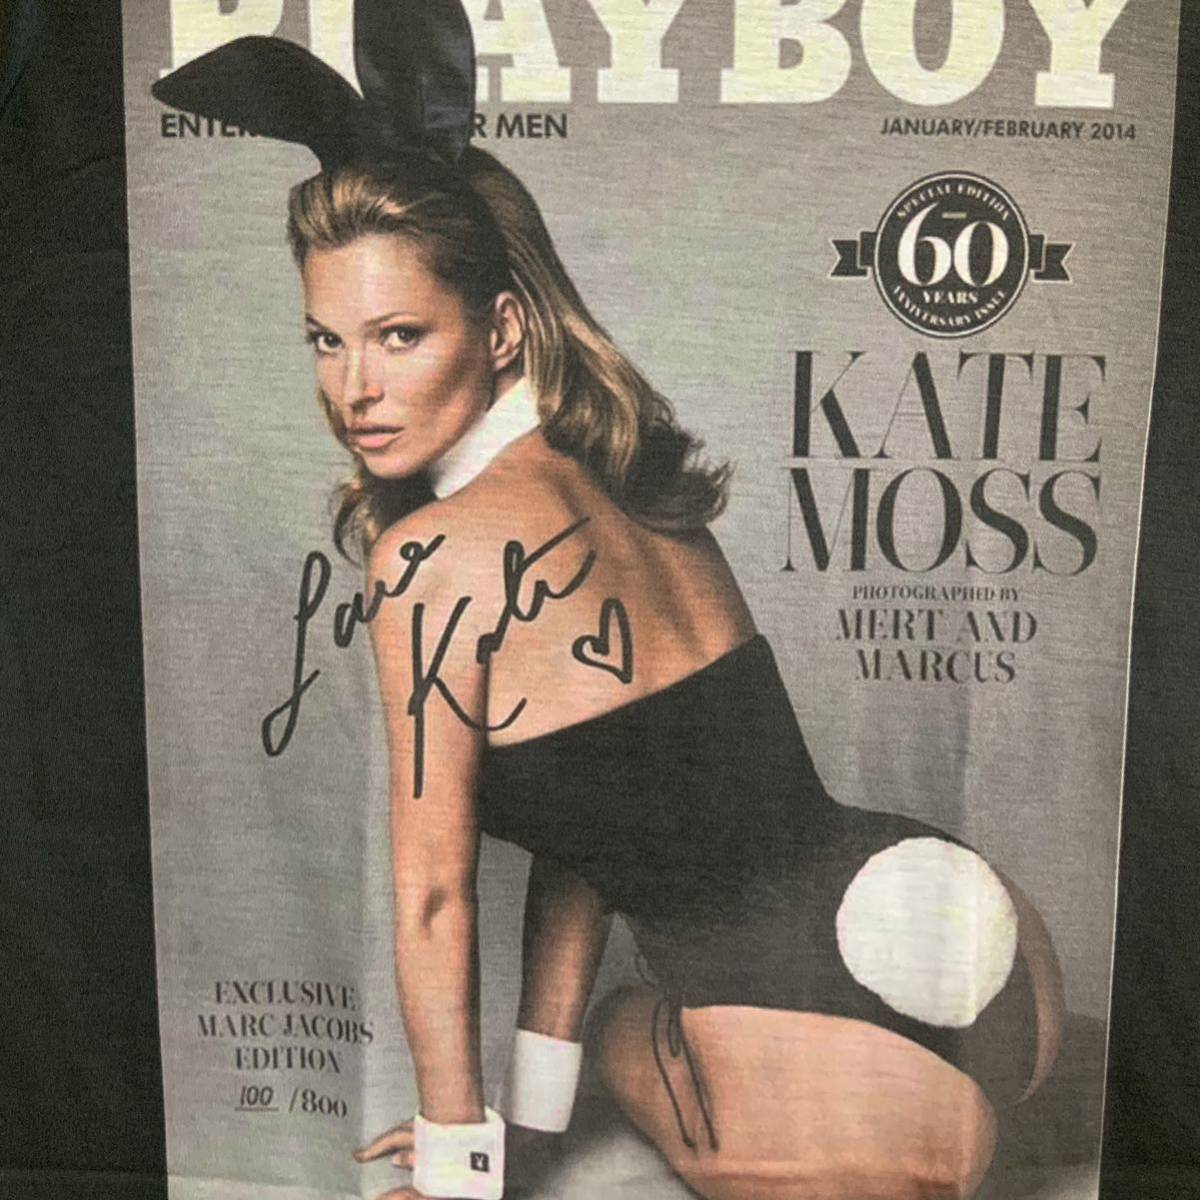 PLAYBOY
ENTER R MEN
JANUARY/FEBRUARY 2014
SPECIAL EDITION
60
YEARS
ANNIVERSARY ISSUE
KATE
MOSS
PHOTOGRAPHED BY
MERT AND
MARCUS
Love
Kate
EXCLUSIVE
MARC JACOBS
EDITION
100 /800